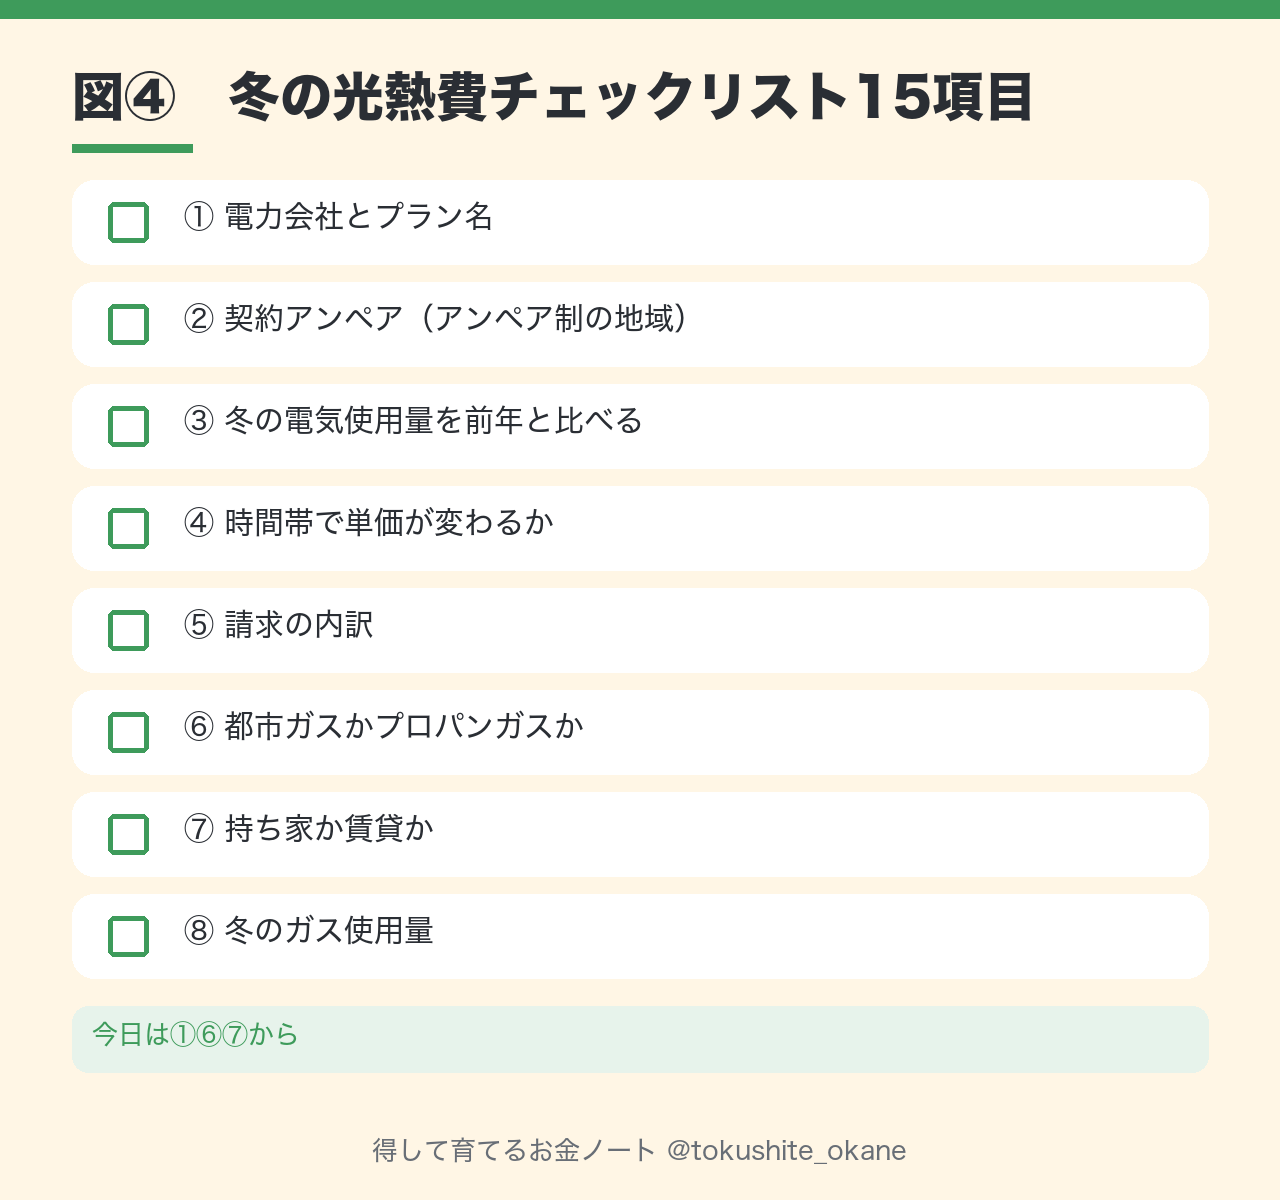 図④　冬の光熱費チェックリスト15項目
① 電力会社とプラン名
② 契約アンペア（アンペア制の地域）
③ 冬の電気使用量を前年と比べる
④ 時間帯で単価が変わるか
⑤ 請求の内訳
⑥ 都市ガスかプロパンガスか
⑦ 持ち家か賃貸か
⑧ 冬のガス使用量
今日は①⑥⑦から
得して育てるお金ノート @tokushite_okane